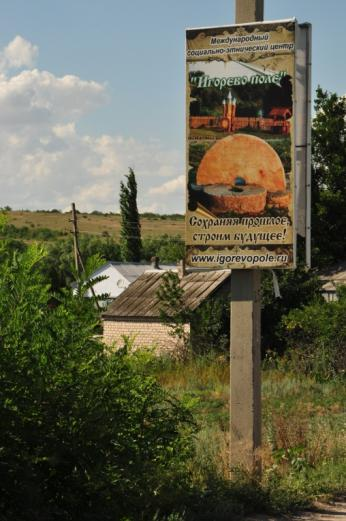 Международный
социально-этнический центр
"Игорево поле"
Сохраняя прошлое,
строим будущее!
www.igorevopole.ru